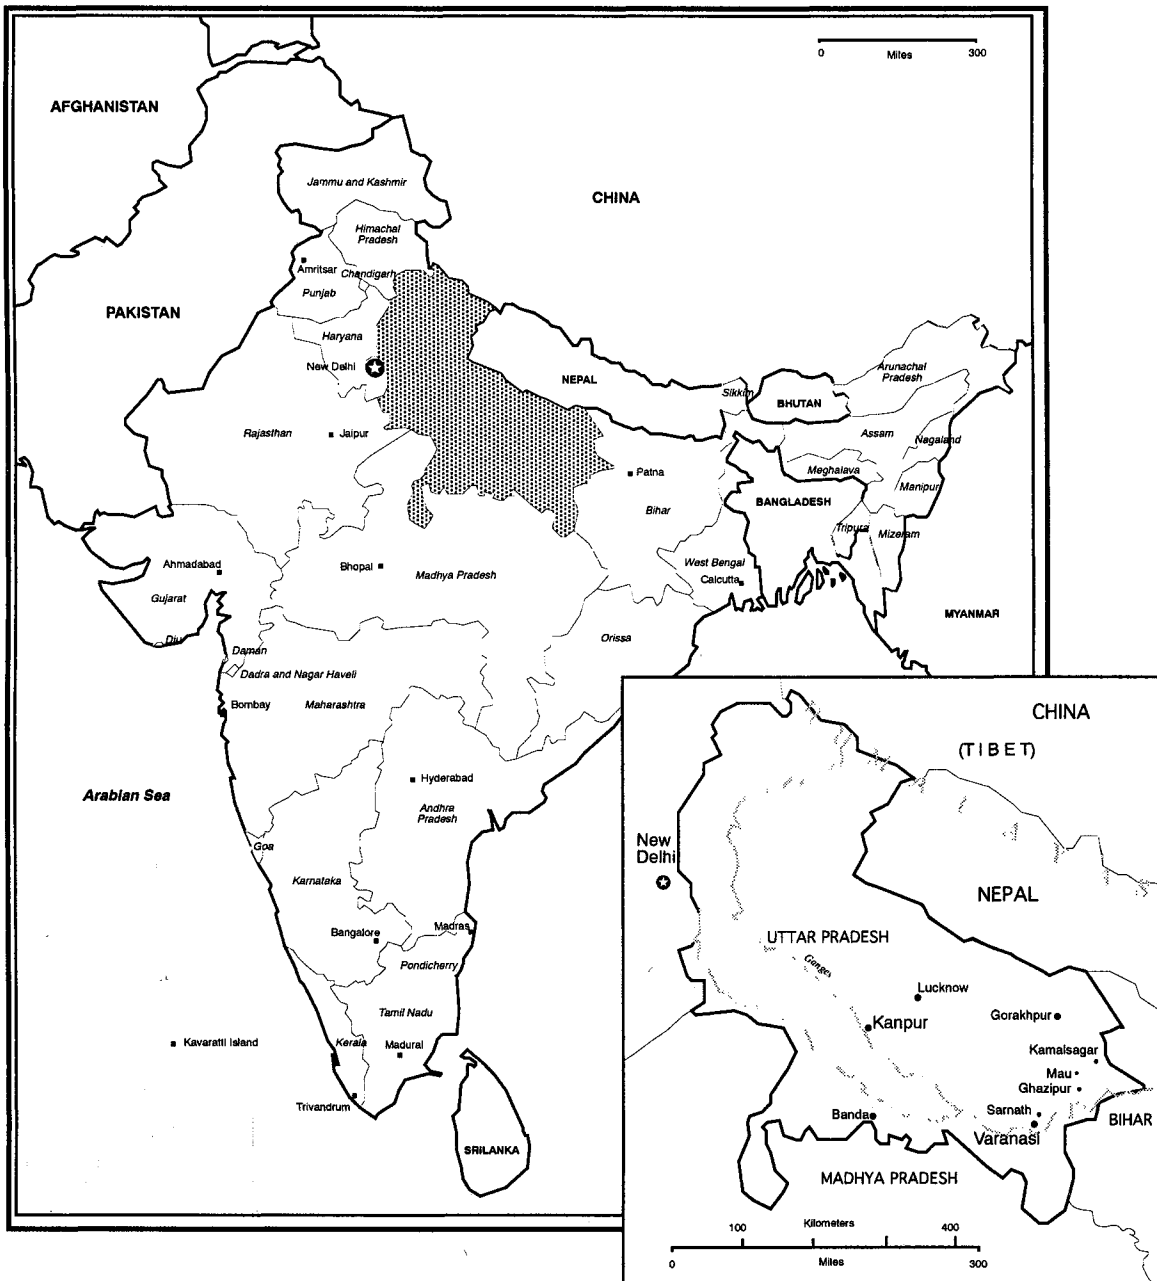 0 Miles 300
AFGHANISTAN
Jammu and Kashmir
CHINA
Himachal
Pradesh
Amritsar
Chandigarh
Punjab
PAKISTAN
Haryana
New Delhi
NEPAL
Sikkim
BHUTAN
Arunachal
Pradesh
Rajasthan
Jaipur
Assam
Nagaland
Patna
Meghalava
Manipur
BANGLADESH
Bihar
Tripura
Mizeram
Ahmadabad
Bhopal
Madhya Pradesh
West Bengal
Calcutta
Gujarat
MYANMAR
Diu
Orissa
Daman
Dadra and Nagar Haveli
Bombay
Maharashtra
Hyderabad
Arabian Sea
Andhra
Pradesh
Goa
Karnataka
Bangalore
Madras
Pondicherry
Tamil Nadu
Kavaratti Island
Kerala
Madural
Trivandrum
SRILANKA
CHINA
(TIBET)
New
Delhi
NEPAL
UTTAR PRADESH
Ganges
Lucknow
Kanpur
Gorakhpur
Kamalsagar
Mau
Ghazipur
Banda
Sarnath
BIHAR
Varanasi
MADHYA PRADESH
100 Kilometers 400
0 Miles 300